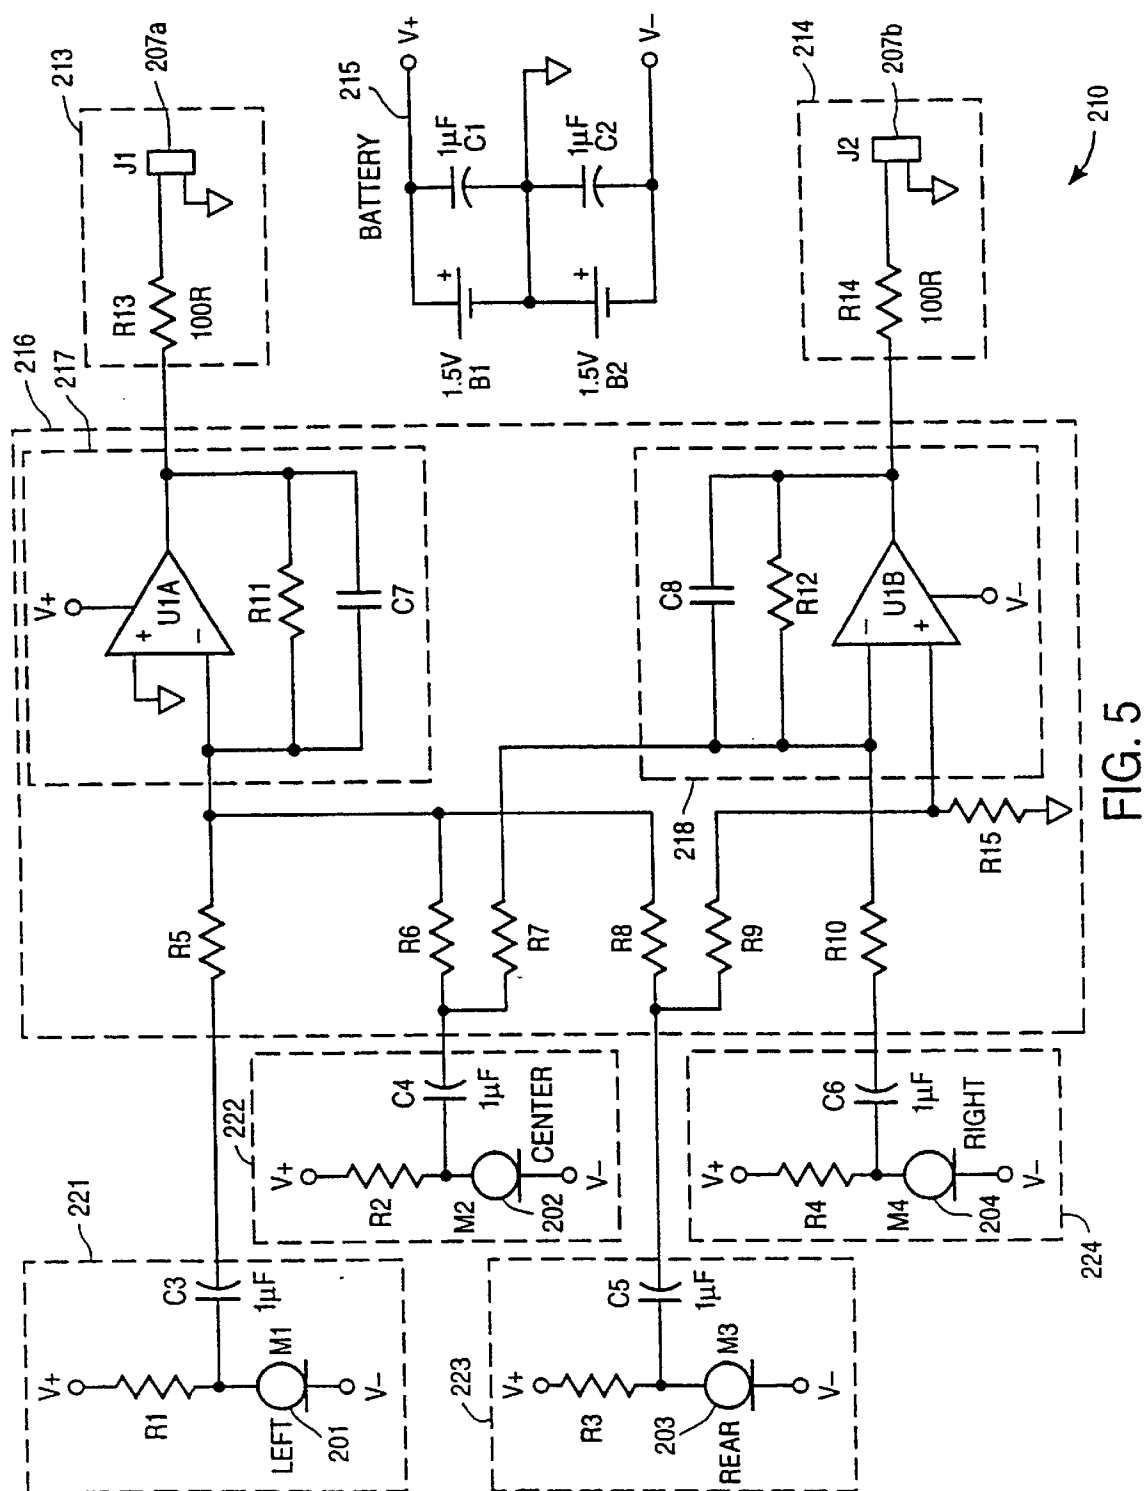 213
207a
J1
R13
100R
216
217
V+
U1A
+
−
R11
C7
R5
221
V+
R1
C3
1µF
M1
LEFT
201
V−
222
V+
R2
C4
1µF
M2
CENTER
202
V−
R6
R7
215
BATTERY
V+
1µF
C1
1.5V
B1
+
1µF
C2
1.5V
B2
+
V−
223
V+
R3
C5
1µF
M3
REAR
203
V−
R8
R9
218
C8
R12
U1B
−
+
V−
R15
V+
R4
C6
1µF
M4
RIGHT
204
V−
224
R10
214
207b
J2
R14
100R
210
FIG. 5